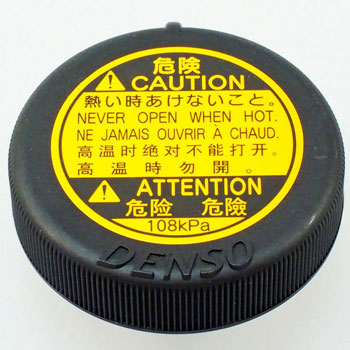 危険
CAUTION
熱い時あけないこと。
NEVER OPEN WHEN HOT.
NE JAMAIS OUVRIR À CHAUD.
高温时绝对不能打开。
高温時勿開。
ATTENTION
危险 危險
108kPa
DENSO